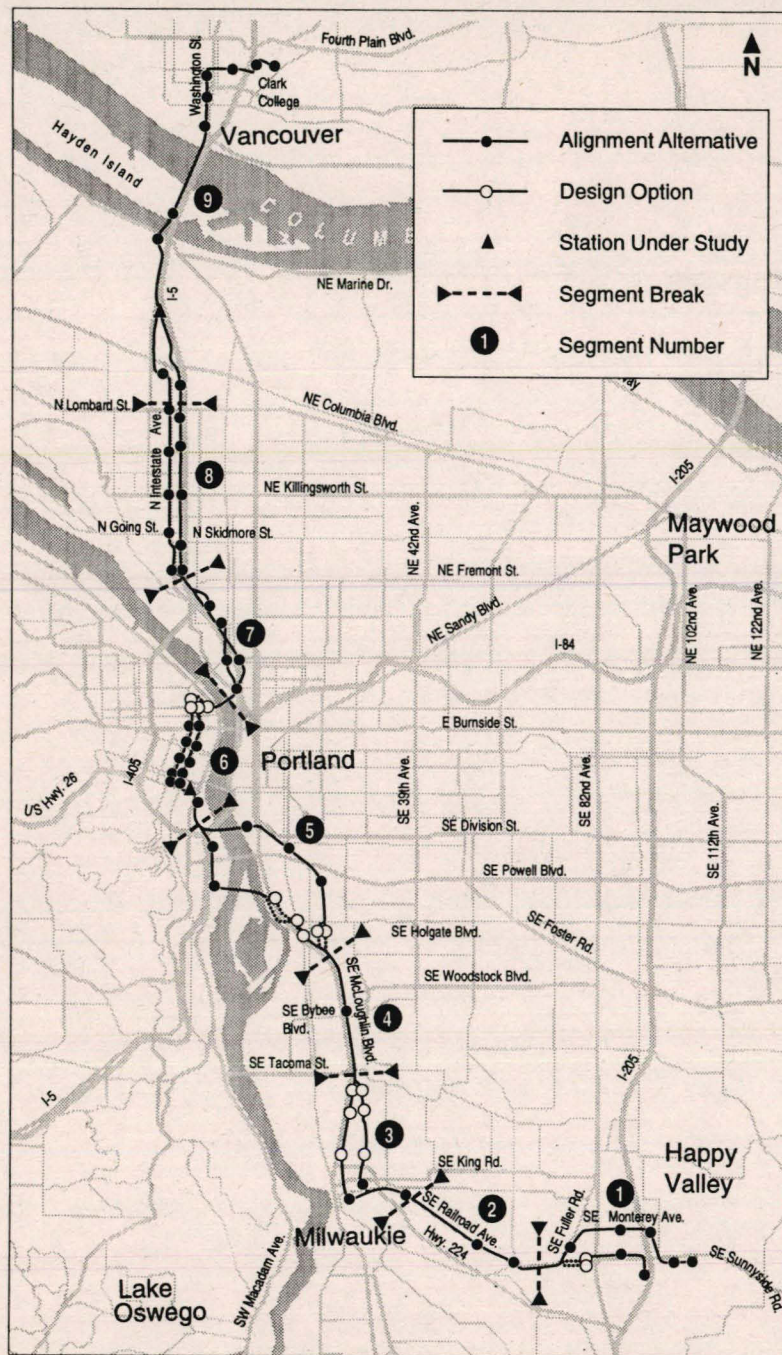 Fourth Plain Blvd.
N
Washington St.
Clark
College
Vancouver
Hayden Island
9
COLUM
Alignment Alternative
Design Option
Station Under Study
Segment Break
1
Segment Number
I-5
NE Marine Dr.
N Lombard St.
NE Columbia Blvd.
way
N Interstate Ave.
8
NE Killingsworth St.
I-205
N Going St.
N Skidmore St.
NE 42nd Ave.
Maywood
Park
NE Fremont St.
NE Sandy Blvd.
NE 102nd Ave.
NE 122nd Ave.
7
I-84
E Burnside St.
I-405
6
Portland
US Hwy. 26
SE 39th Ave.
SE 82nd Ave.
SE 112th Ave.
5
SE Division St.
SE Powell Blvd.
SE Holgate Blvd.
SE Foster Rd.
SE McLoughlin Blvd.
SE Woodstock Blvd.
SE Bybee
Blvd.
4
SE Tacoma St.
I-5
I-205
3
SE King Rd.
Happy
Valley
1
SE Fuller Rd.
SE Monterey Ave.
2
SE Railroad Ave.
Milwaukie
Hwy. 224
SE Sunnyside Rd.
Lake
Oswego
SW Macadam Ave.